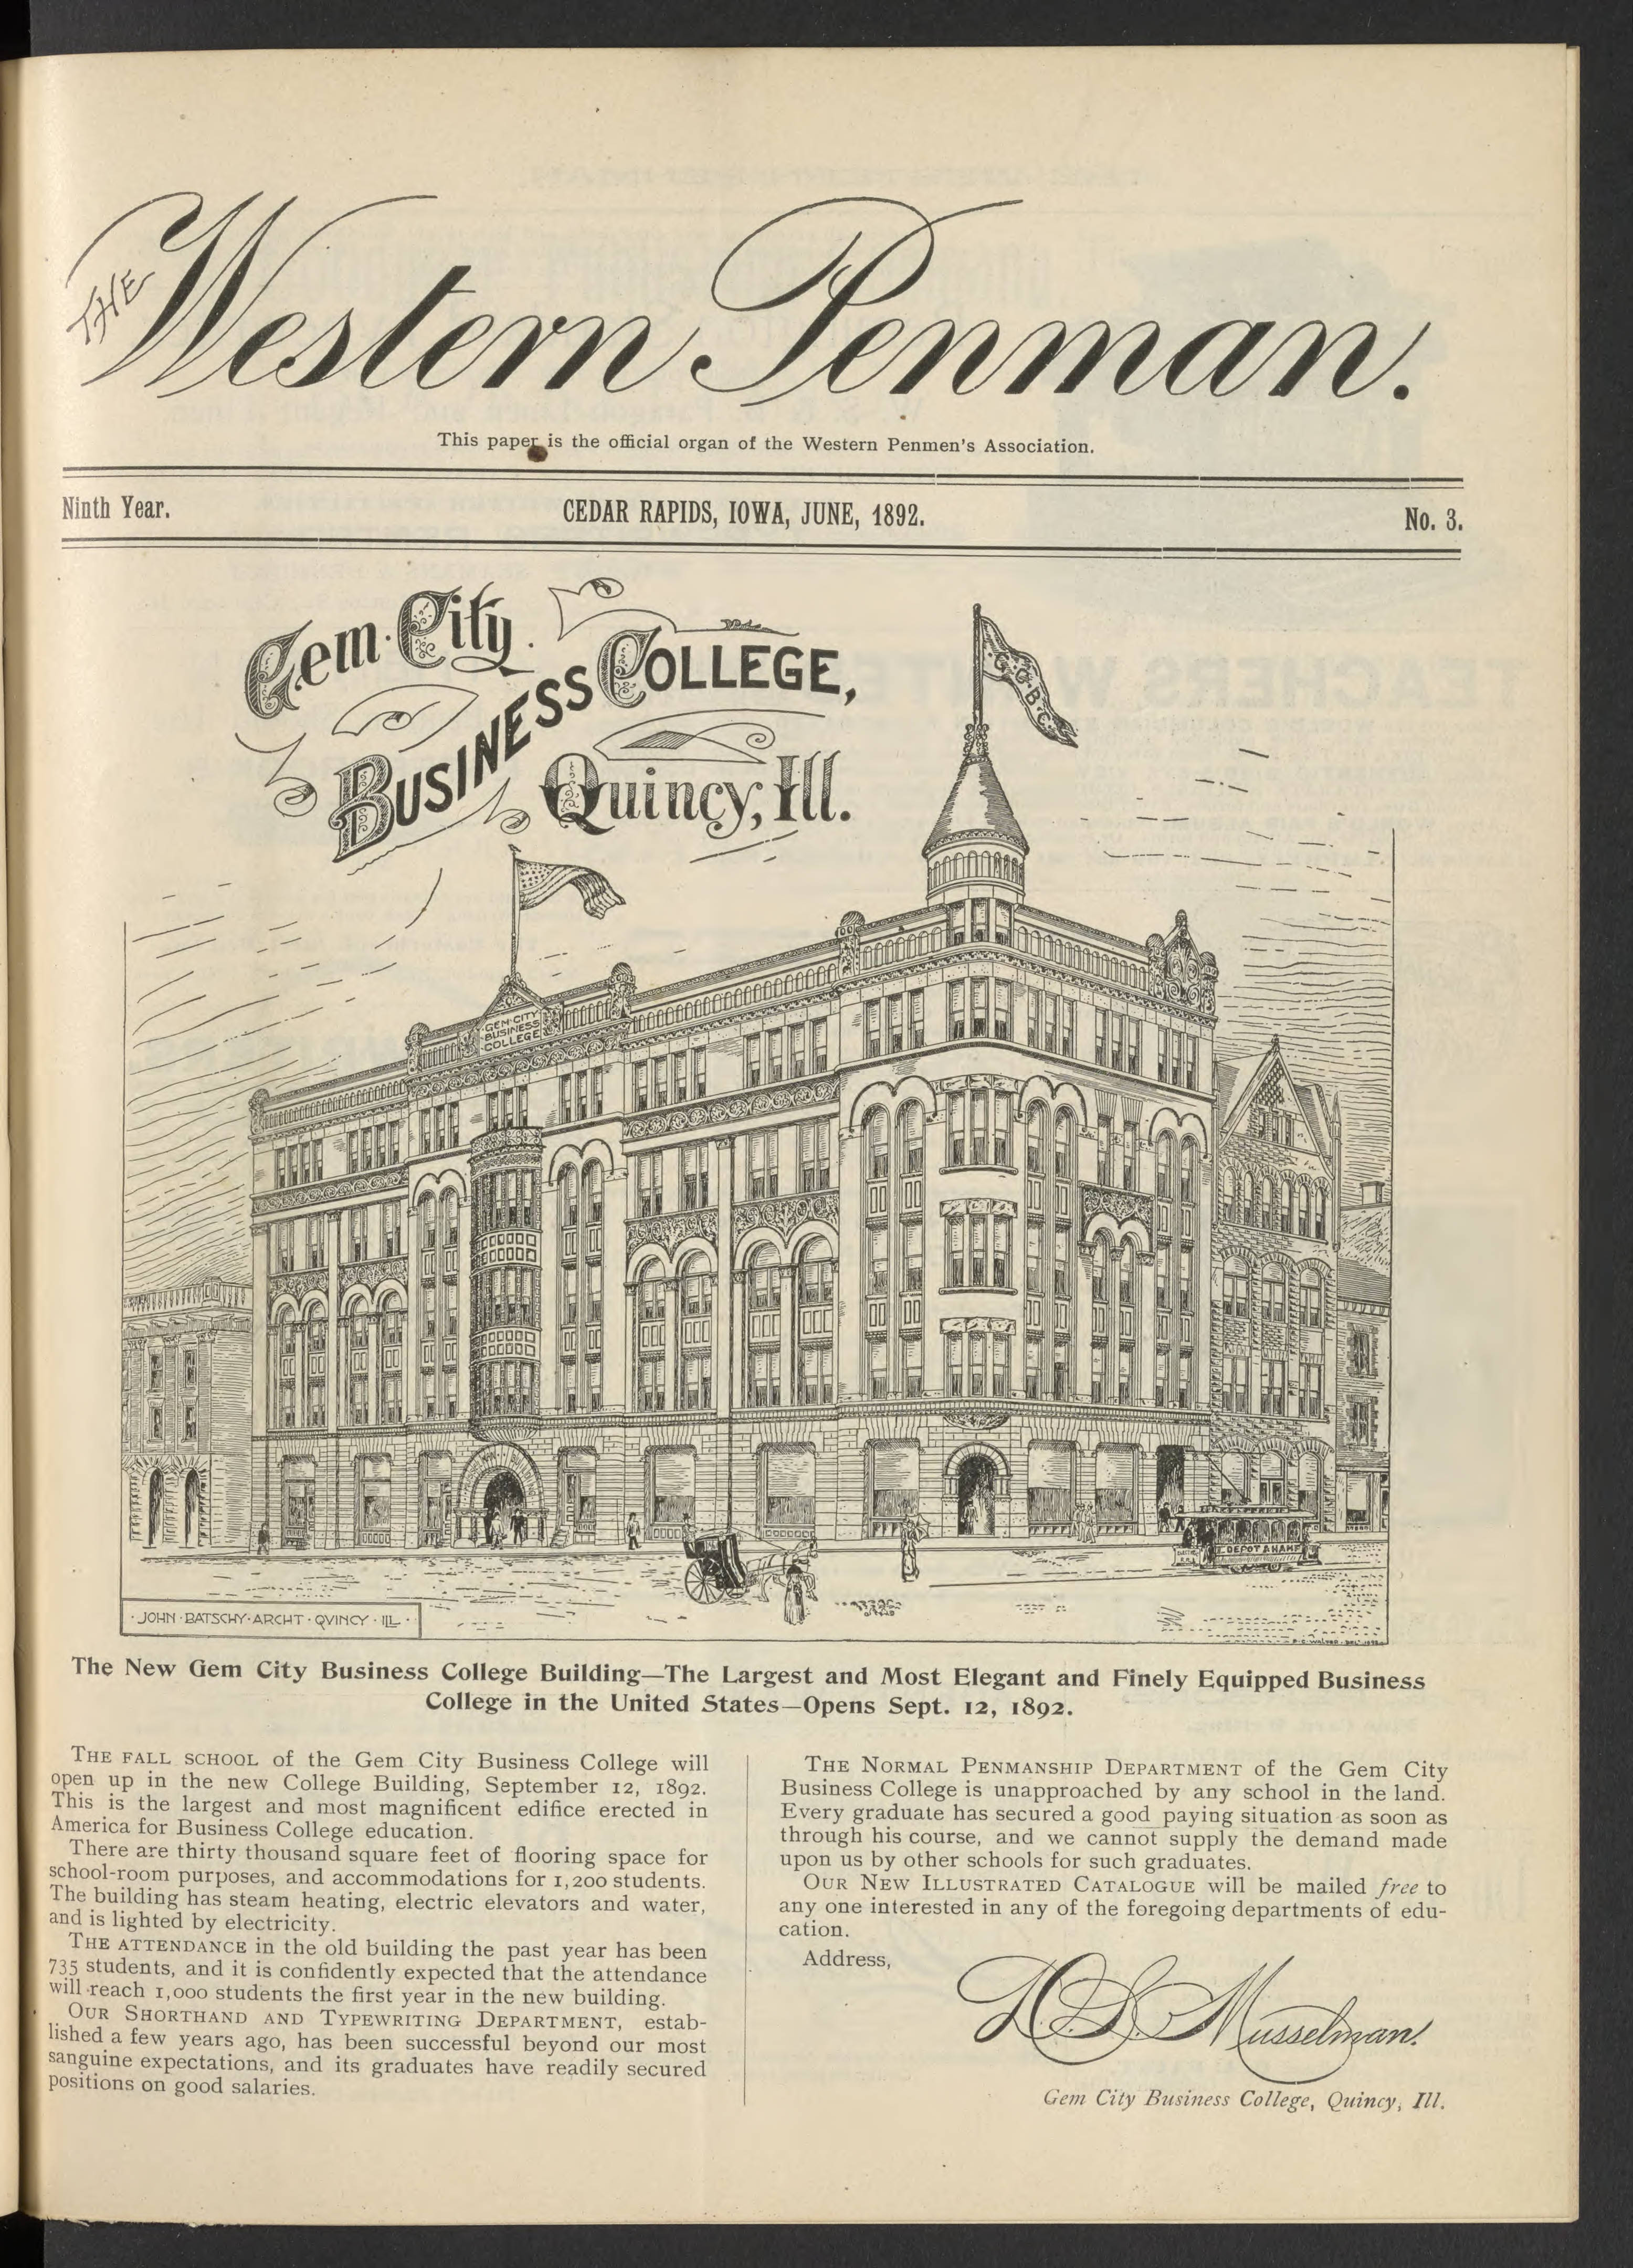 THE
Western Penman.
This paper is the official organ of the Western Penmen's Association.
Ninth Year.
CEDAR RAPIDS, IOWA, JUNE, 1892.
No. 3.
Gem·City
BUSINESS COLLEGE,
Quincy, Ill.
G.C.B.C.
GEM·CITY
BUSINESS
COLLEGE
DEPOT
·JOHN·BATSCHY·ARCHT·QVINCY·ILL·
The New Gem City Business College Building—The Largest and Most Elegant and Finely Equipped Business
College in the United States—Opens Sept. 12, 1892.
THE FALL SCHOOL of the Gem City Business College will
open up in the new College Building, September 12, 1892.
This is the largest and most magnificent edifice erected in
America for Business College education.
There are thirty thousand square feet of flooring space for
school-room purposes, and accommodations for 1,200 students.
The building has steam heating, electric elevators and water,
and is lighted by electricity.
THE ATTENDANCE in the old building the past year has been
735 students, and it is confidently expected that the attendance
will reach 1,000 students the first year in the new building.
OUR SHORTHAND AND TYPEWRITING DEPARTMENT, estab-
lished a few years ago, has been successful beyond our most
sanguine expectations, and its graduates have readily secured
positions on good salaries.
THE NORMAL PENMANSHIP DEPARTMENT of the Gem City
Business College is unapproached by any school in the land.
Every graduate has secured a good paying situation as soon as
through his course, and we cannot supply the demand made
upon us by other schools for such graduates.
OUR NEW ILLUSTRATED CATALOGUE will be mailed free to
any one interested in any of the foregoing departments of edu-
cation.
Address,
D. L. Musselman.
Gem City Business College, Quincy, Ill.